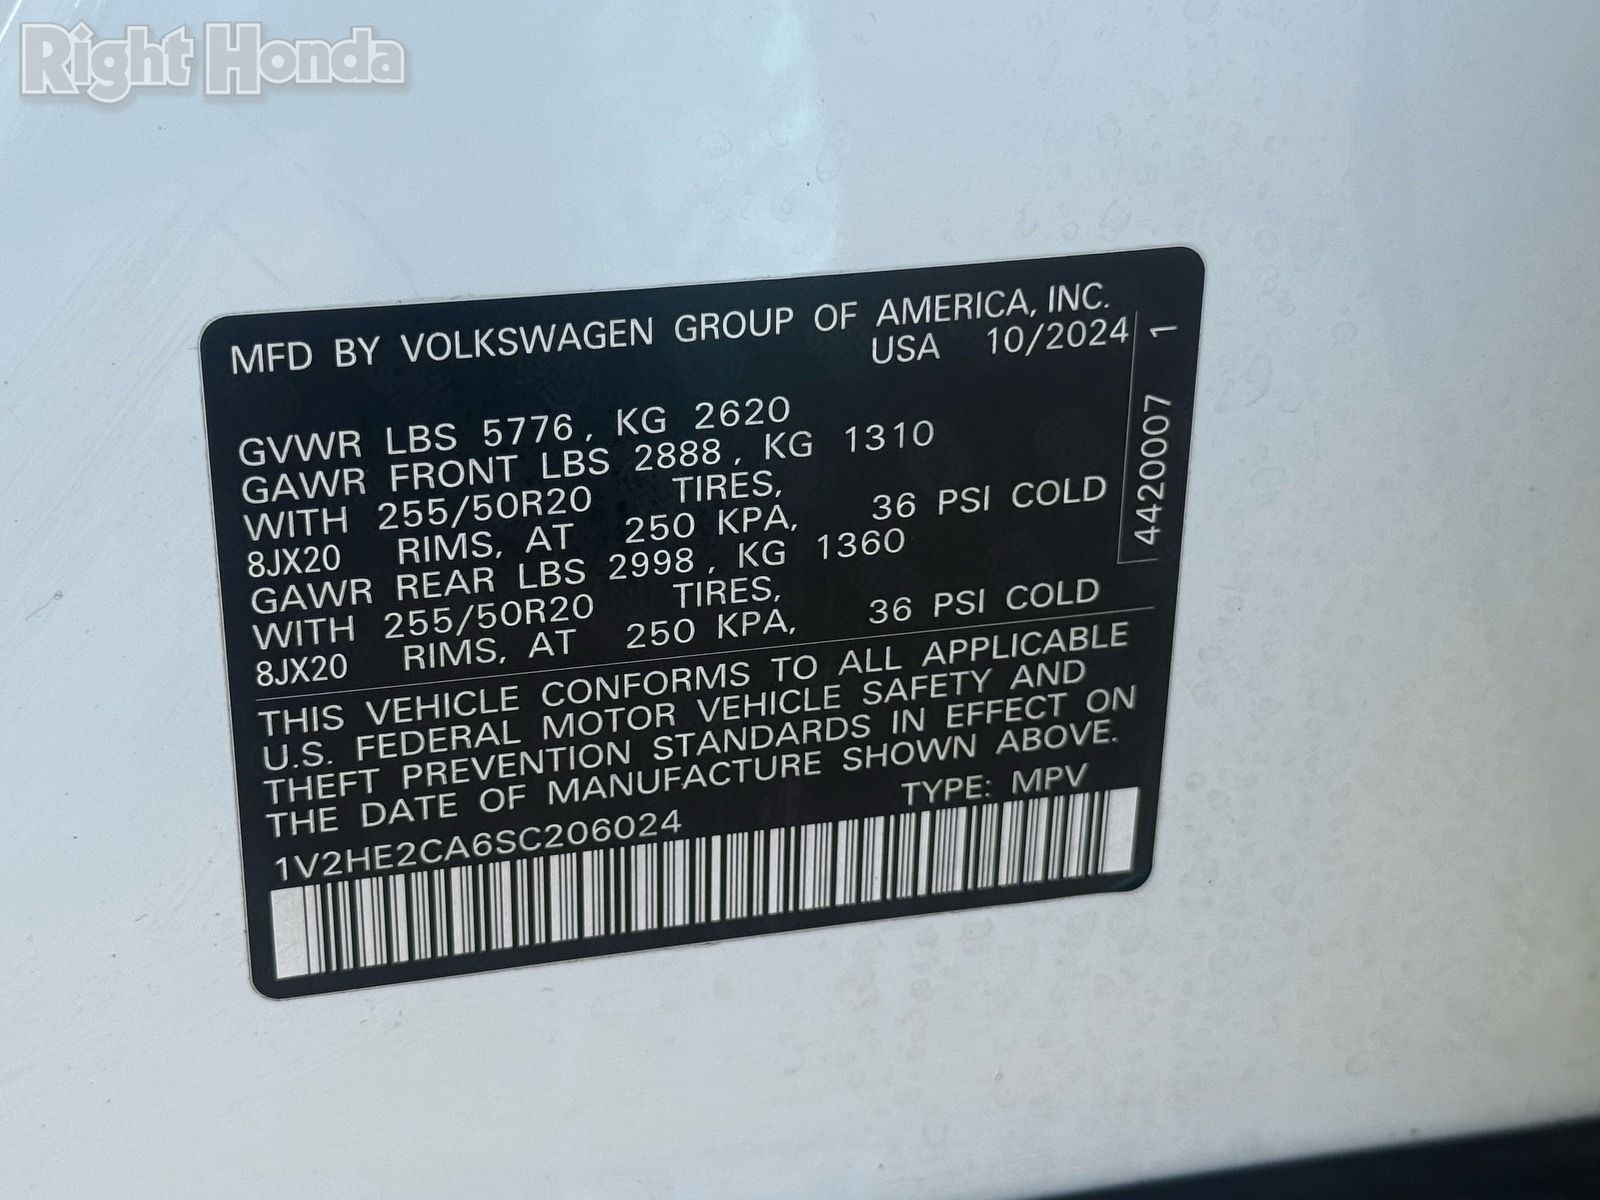 Right Honda
MFD BY VOLKSWAGEN GROUP OF AMERICA, INC.
USA 10/2024
GVWR LBS 5776, KG 2620
GAWR FRONT LBS 2888, KG 1310
WITH 255/50R20 TIRES,
8JX20 RIMS, AT 250 KPA, 36 PSI COLD
GAWR REAR LBS 2998, KG 1360
WITH 255/50R20 TIRES,
8JX20 RIMS, AT 250 KPA, 36 PSI COLD
4420007 1
THIS VEHICLE CONFORMS TO ALL APPLICABLE
U.S. FEDERAL MOTOR VEHICLE SAFETY AND
THEFT PREVENTION STANDARDS IN EFFECT ON
THE DATE OF MANUFACTURE SHOWN ABOVE.
TYPE: MPV
1V2HE2CA6SC206024